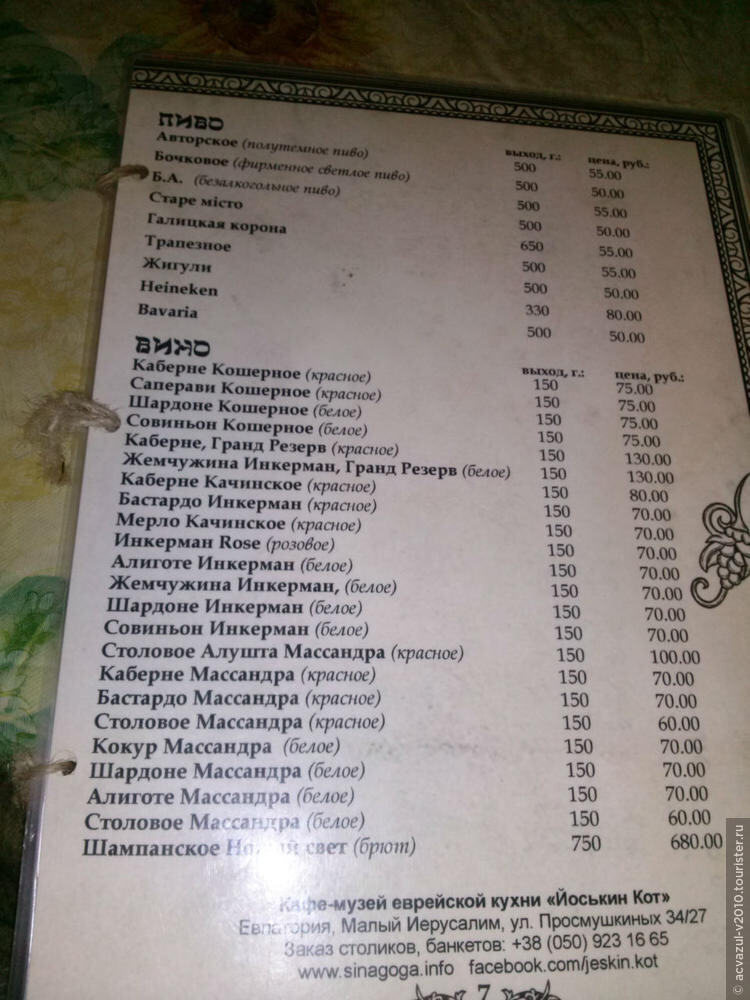 ПИВО выход, г.: цена, руб.:
Авторское (полутемное пиво) 500 55.00
Бочковое (фирменное светлое пиво) 500 50.00
Б.А. (безалкогольное пиво) 500 55.00
Старе місто 500 50.00
Галицкая корона 650 55.00
Трапезное 500 55.00
Жигули 500 50.00
Heineken 330 80.00
Bavaria 500 50.00
ВИНО выход, г.: цена, руб.:
Каберне Кошерное (красное) 150 75.00
Саперави Кошерное (красное) 150 75.00
Шардоне Кошерное (белое) 150 75.00
Совиньон Кошерное (белое) 150 75.00
Каберне, Гранд Резерв (красное) 150 130.00
Жемчужина Инкерман, Гранд Резерв (белое) 150 130.00
Каберне Качинское (красное) 150 80.00
Бастардо Инкерман (красное) 150 70.00
Мерло Качинское (красное) 150 70.00
Инкерман Rose (розовое) 150 70.00
Алиготе Инкерман (белое) 150 70.00
Жемчужина Инкерман, (белое) 150 70.00
Шардоне Инкерман (белое) 150 70.00
Совиньон Инкерман (белое) 150 70.00
Столовое Алушта Массандра (красное) 150 100.00
Каберне Массандра (красное) 150 70.00
Бастардо Массандра (красное) 150 70.00
Столовое Массандра (красное) 150 60.00
Кокур Массандра (белое) 150 70.00
Шардоне Массандра (белое) 150 70.00
Алиготе Массандра (белое) 150 70.00
Столовое Массандра (белое) 150 60.00
Шампанское Новый свет (брют) 750 680.00
Кафе-музей еврейской кухни «Йоськин Кот»
Евпатория, Малый Иерусалим, ул. Просмушкиных 34/27
Заказ столиков, банкетов: +38 (050) 923 16 65
www.sinagoga.info facebook.com/jeskin.kot
7
© acvazul-v2010.tourister.ru